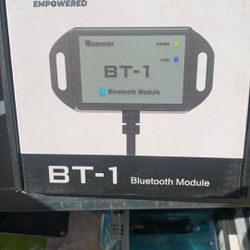 EMPOWERED
RENOGY
POWER
LINK
BT-1
Bluetooth Module
BT-1 Bluetooth Module